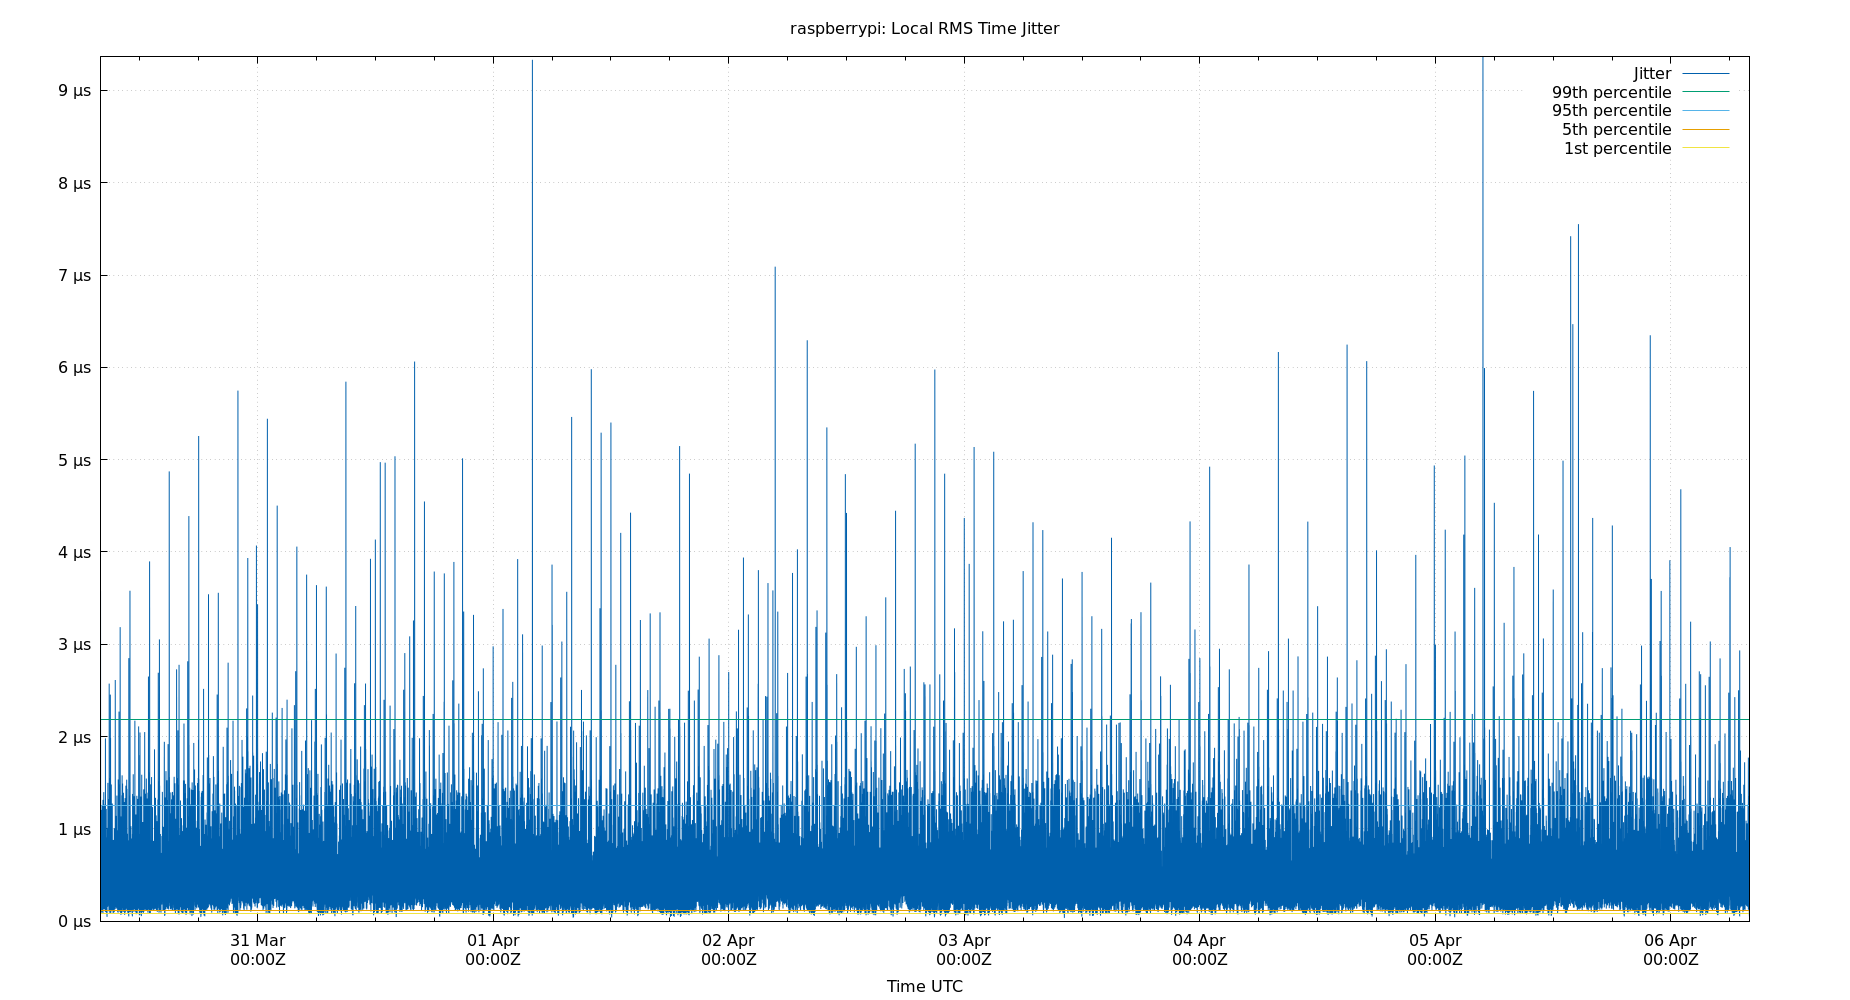 raspberrypi: Local RMS Time Jitter
Jitter
99th percentile
95th percentile
5th percentile
1st percentile
9 µs
8 µs
7 µs
6 µs
5 µs
4 µs
3 µs
2 µs
1 µs
0 µs
31 Mar 01 Apr 02 Apr 03 Apr 04 Apr 05 Apr 06 Apr
00:00Z 00:00Z 00:00Z 00:00Z 00:00Z 00:00Z 00:00Z
Time UTC